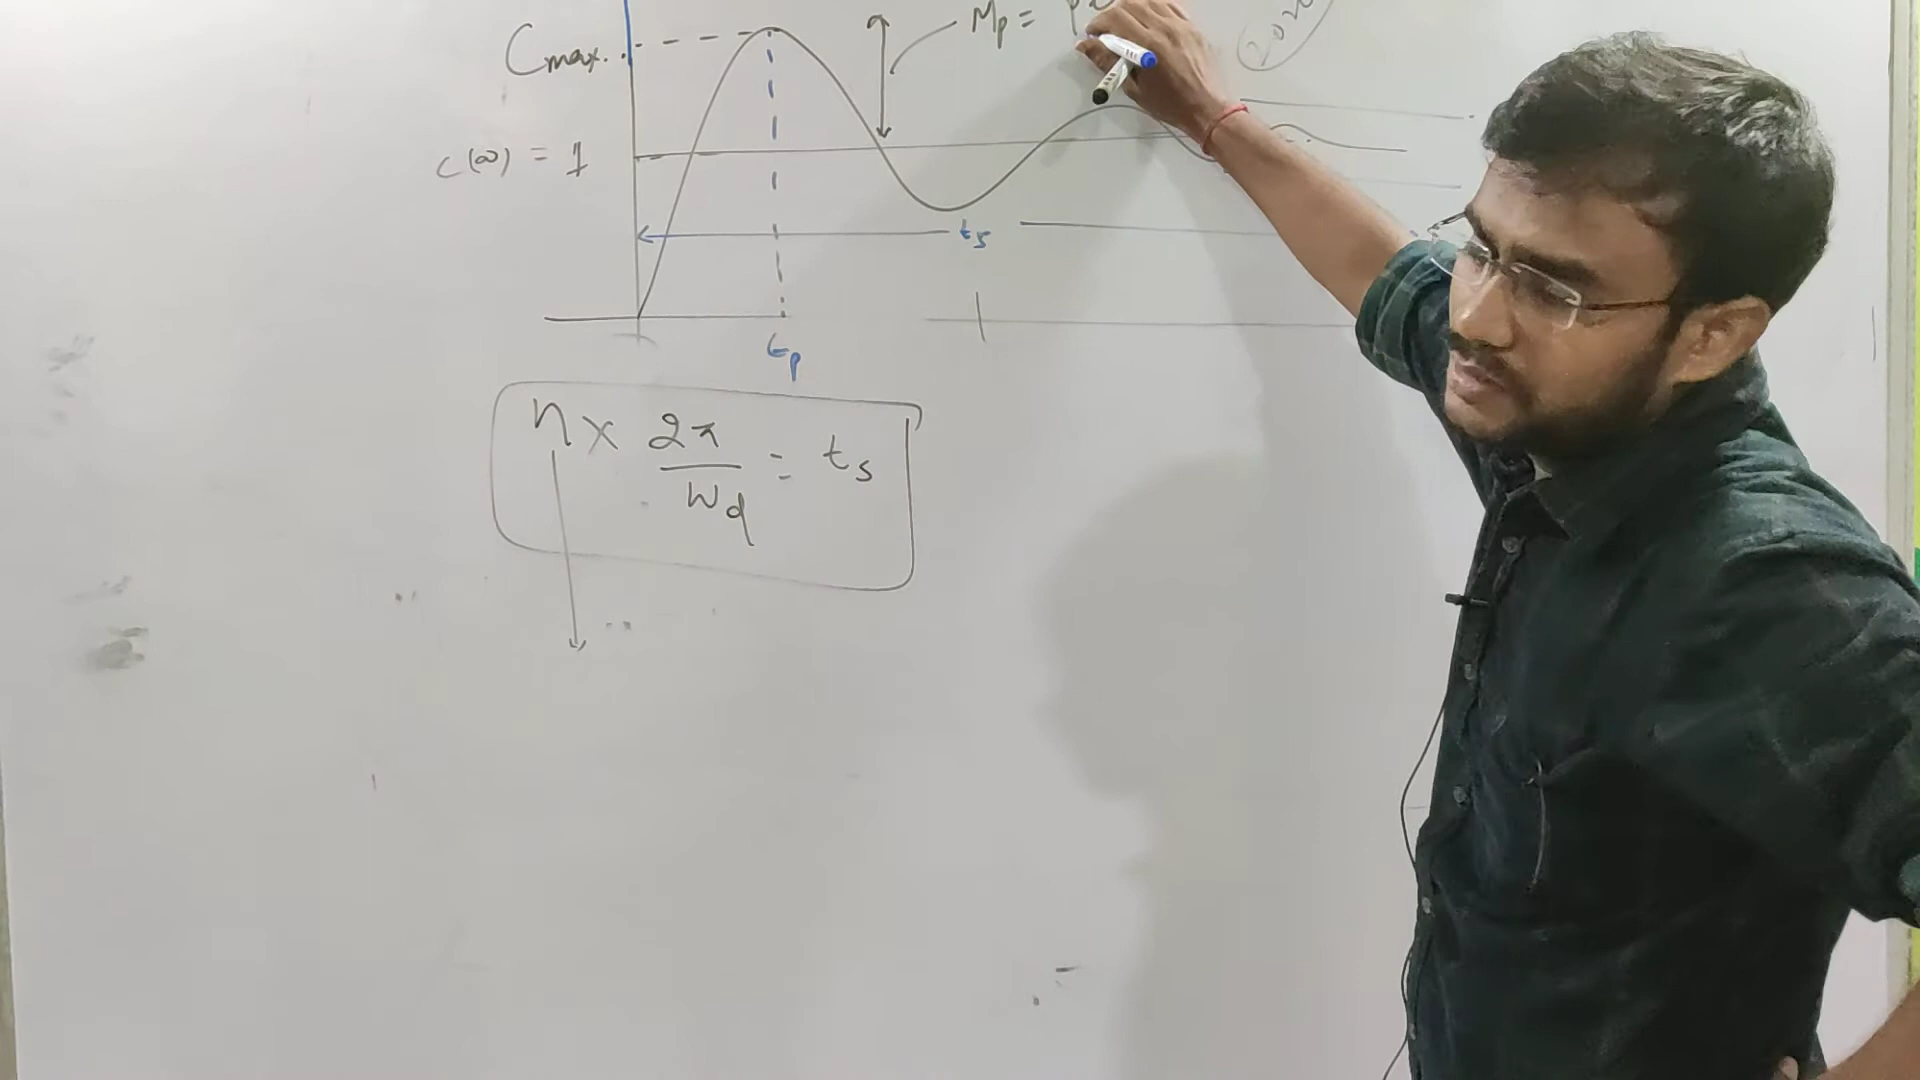 Cmax
Mp =
c(∞) = 1
ts
tp
n × 2π / Wd = ts